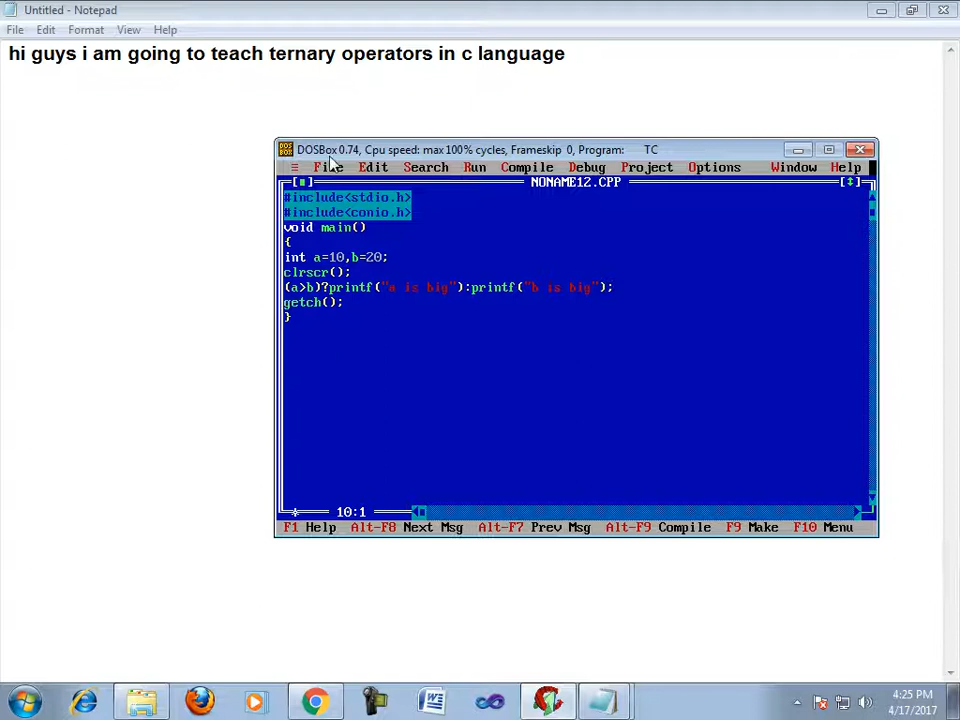 Untitled - Notepad
File Edit Format View Help
hi guys i am going to teach ternary operators in c language
DOSBox 0.74, Cpu speed: max 100% cycles, Frameskip 0, Program: TC
≡ File Edit Search Run Compile Debug Project Options Window Help
NONAME12.CPP
#include<stdio.h>
#include<conio.h>
void main()
{
int a=10,b=20;
clrscr();
(a>b)?printf("a is big"):printf("b is big");
getch();
}
10:1
F1 Help Alt-F8 Next Msg Alt-F7 Prev Msg Alt-F9 Compile F9 Make F10 Menu
4:25 PM
4/17/2017